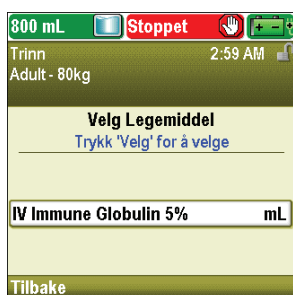 800 mL Stoppet
Trinn 2:59 AM
Adult - 80kg
Velg Legemiddel
Trykk 'Velg' for å velge
IV Immune Globulin 5% mL
Tilbake